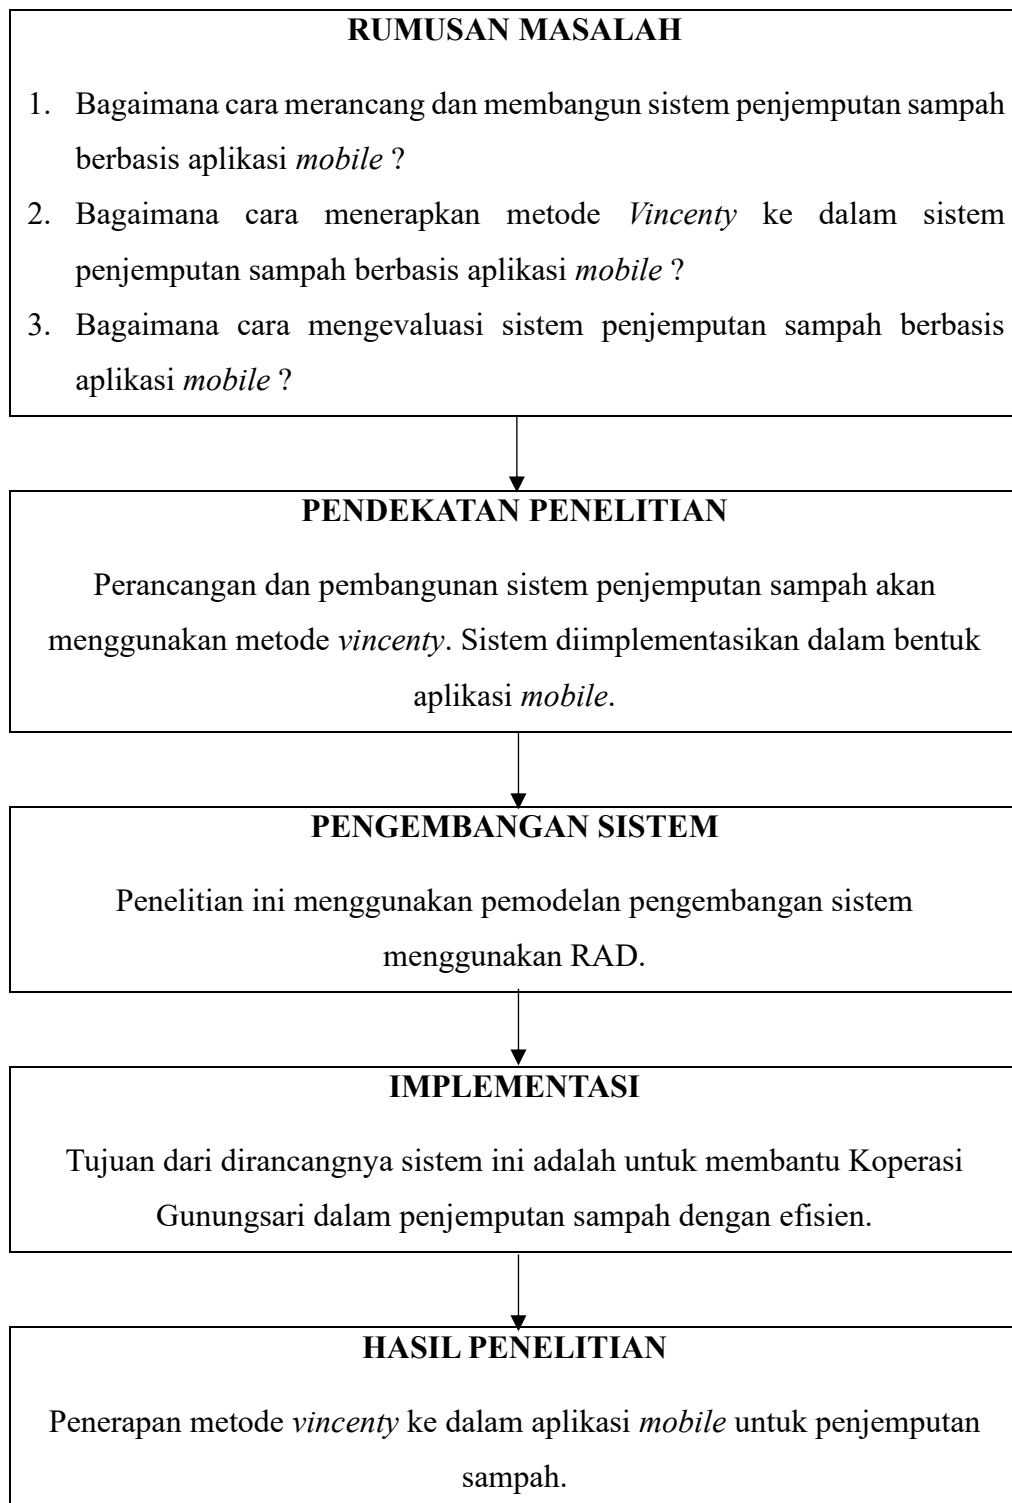 RUMUSAN MASALAH
1. Bagaimana cara merancang dan membangun sistem penjemputan sampah
berbasis aplikasi mobile ?
2. Bagaimana cara menerapkan metode Vincenty ke dalam sistem
penjemputan sampah berbasis aplikasi mobile ?
3. Bagaimana cara mengevaluasi sistem penjemputan sampah berbasis
aplikasi mobile ?
PENDEKATAN PENELITIAN
Perancangan dan pembangunan sistem penjemputan sampah akan
menggunakan metode vincenty. Sistem diimplementasikan dalam bentuk
aplikasi mobile.
PENGEMBANGAN SISTEM
Penelitian ini menggunakan pemodelan pengembangan sistem
menggunakan RAD.
IMPLEMENTASI
Tujuan dari dirancangnya sistem ini adalah untuk membantu Koperasi
Gunungsari dalam penjemputan sampah dengan efisien.
HASIL PENELITIAN
Penerapan metode vincenty ke dalam aplikasi mobile untuk penjemputan
sampah.